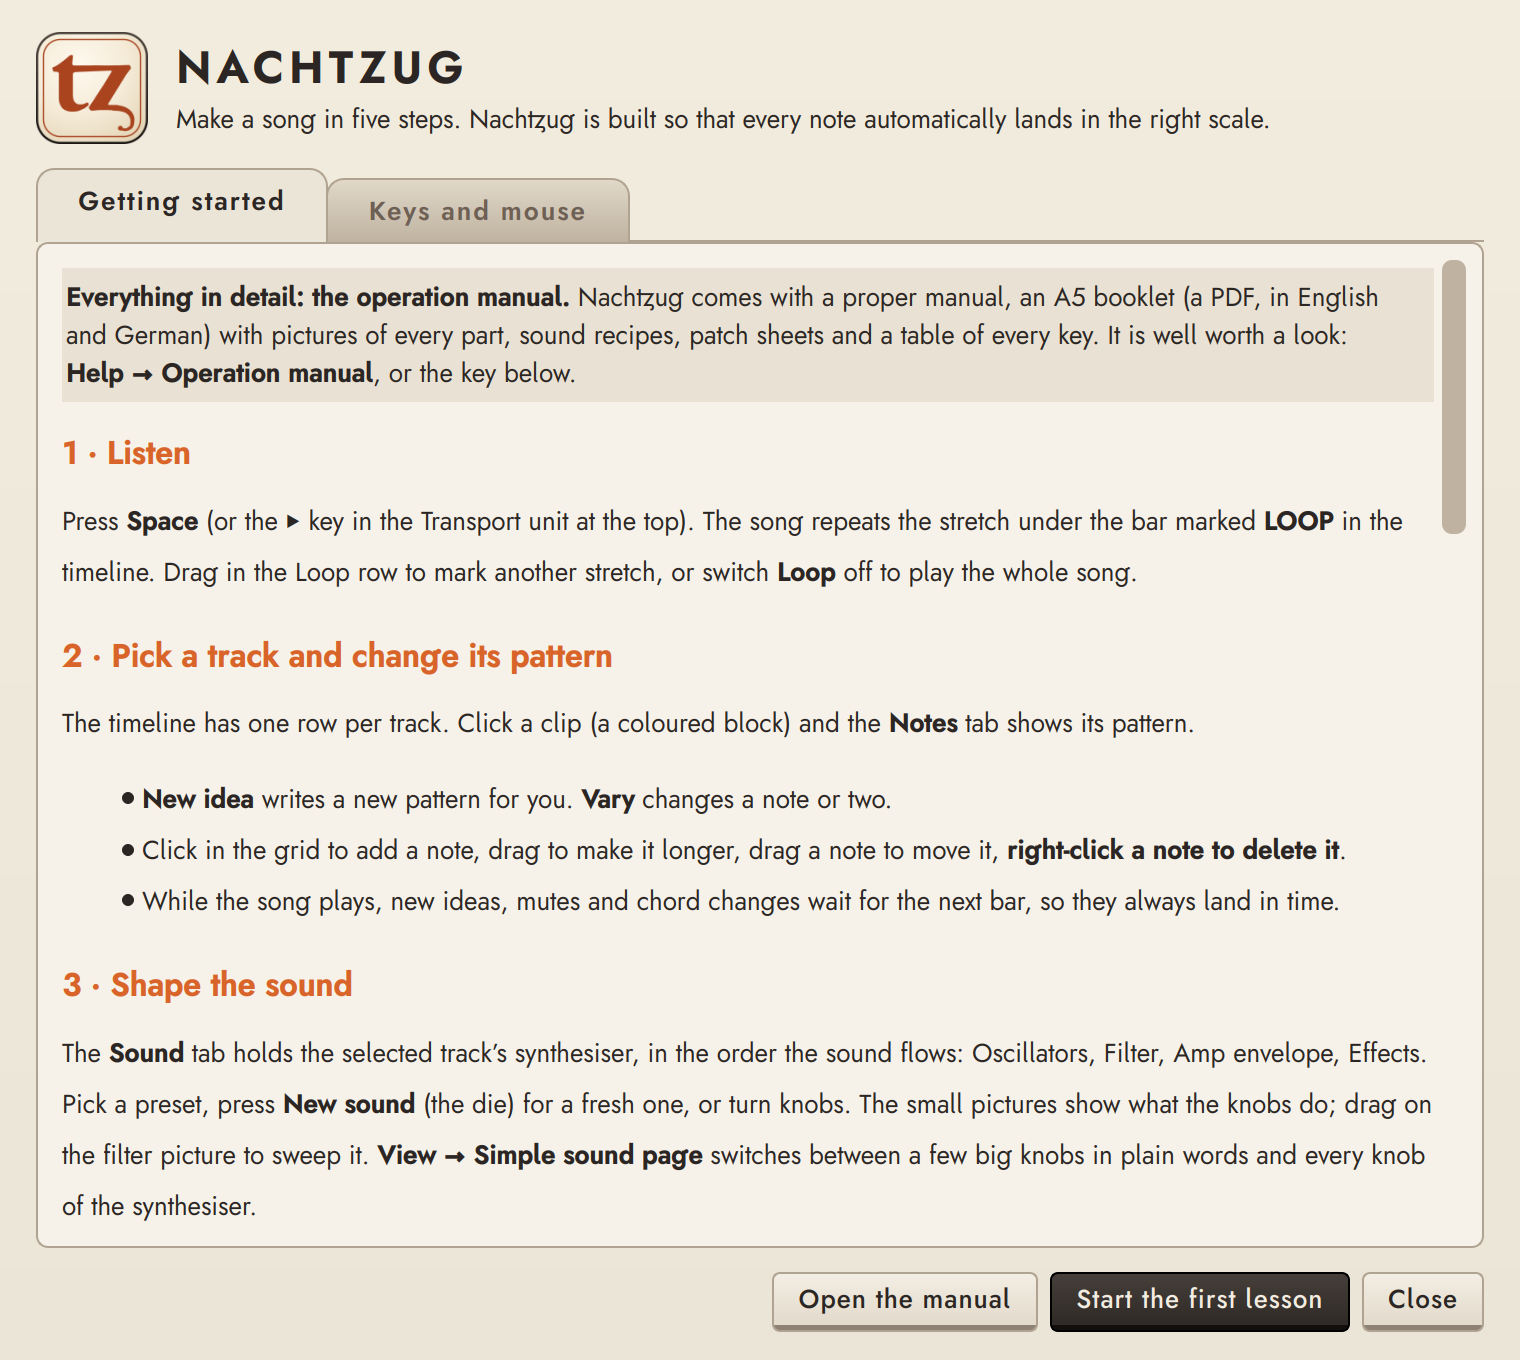 tz
NACHTZUG
Make a song in five steps. Nachtzug is built so that every note automatically lands in the right scale.
Getting started
Keys and mouse
Everything in detail: the operation manual. Nachtzug comes with a proper manual, an A5 booklet (a PDF, in English
and German) with pictures of every part, sound recipes, patch sheets and a table of every key. It is well worth a look:
Help → Operation manual, or the key below.
1 · Listen
Press Space (or the ▶ key in the Transport unit at the top). The song repeats the stretch under the bar marked LOOP in the
timeline. Drag in the Loop row to mark another stretch, or switch Loop off to play the whole song.
2 · Pick a track and change its pattern
The timeline has one row per track. Click a clip (a coloured block) and the Notes tab shows its pattern.
● New idea writes a new pattern for you. Vary changes a note or two.
● Click in the grid to add a note, drag to make it longer, drag a note to move it, right-click a note to delete it.
● While the song plays, new ideas, mutes and chord changes wait for the next bar, so they always land in time.
3 · Shape the sound
The Sound tab holds the selected track’s synthesiser, in the order the sound flows: Oscillators, Filter, Amp envelope, Effects.
Pick a preset, press New sound (the die) for a fresh one, or turn knobs. The small pictures show what the knobs do; drag on
the filter picture to sweep it. View → Simple sound page switches between a few big knobs in plain words and every knob
of the synthesiser.
Open the manual
Start the first lesson
Close